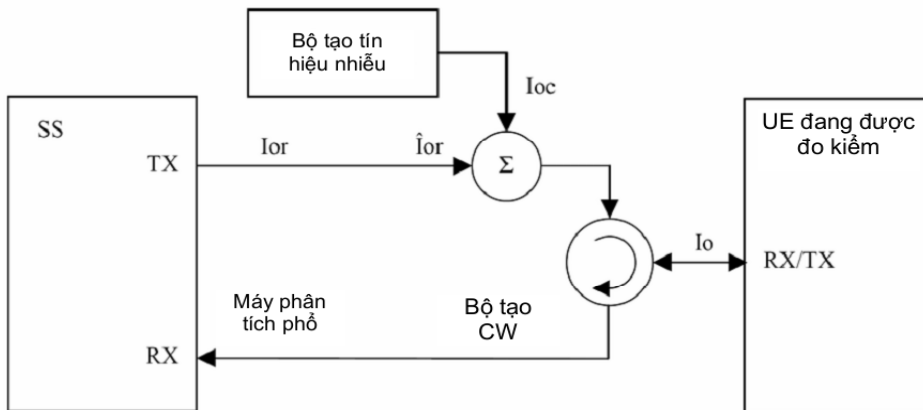 Bộ tạo tín
hiệu nhiễu
Ioc
SS
UE đang được
đo kiểm
TX
Ior
Îor
Σ
Io
RX/TX
Máy phân
tích phổ
Bộ tạo
CW
RX